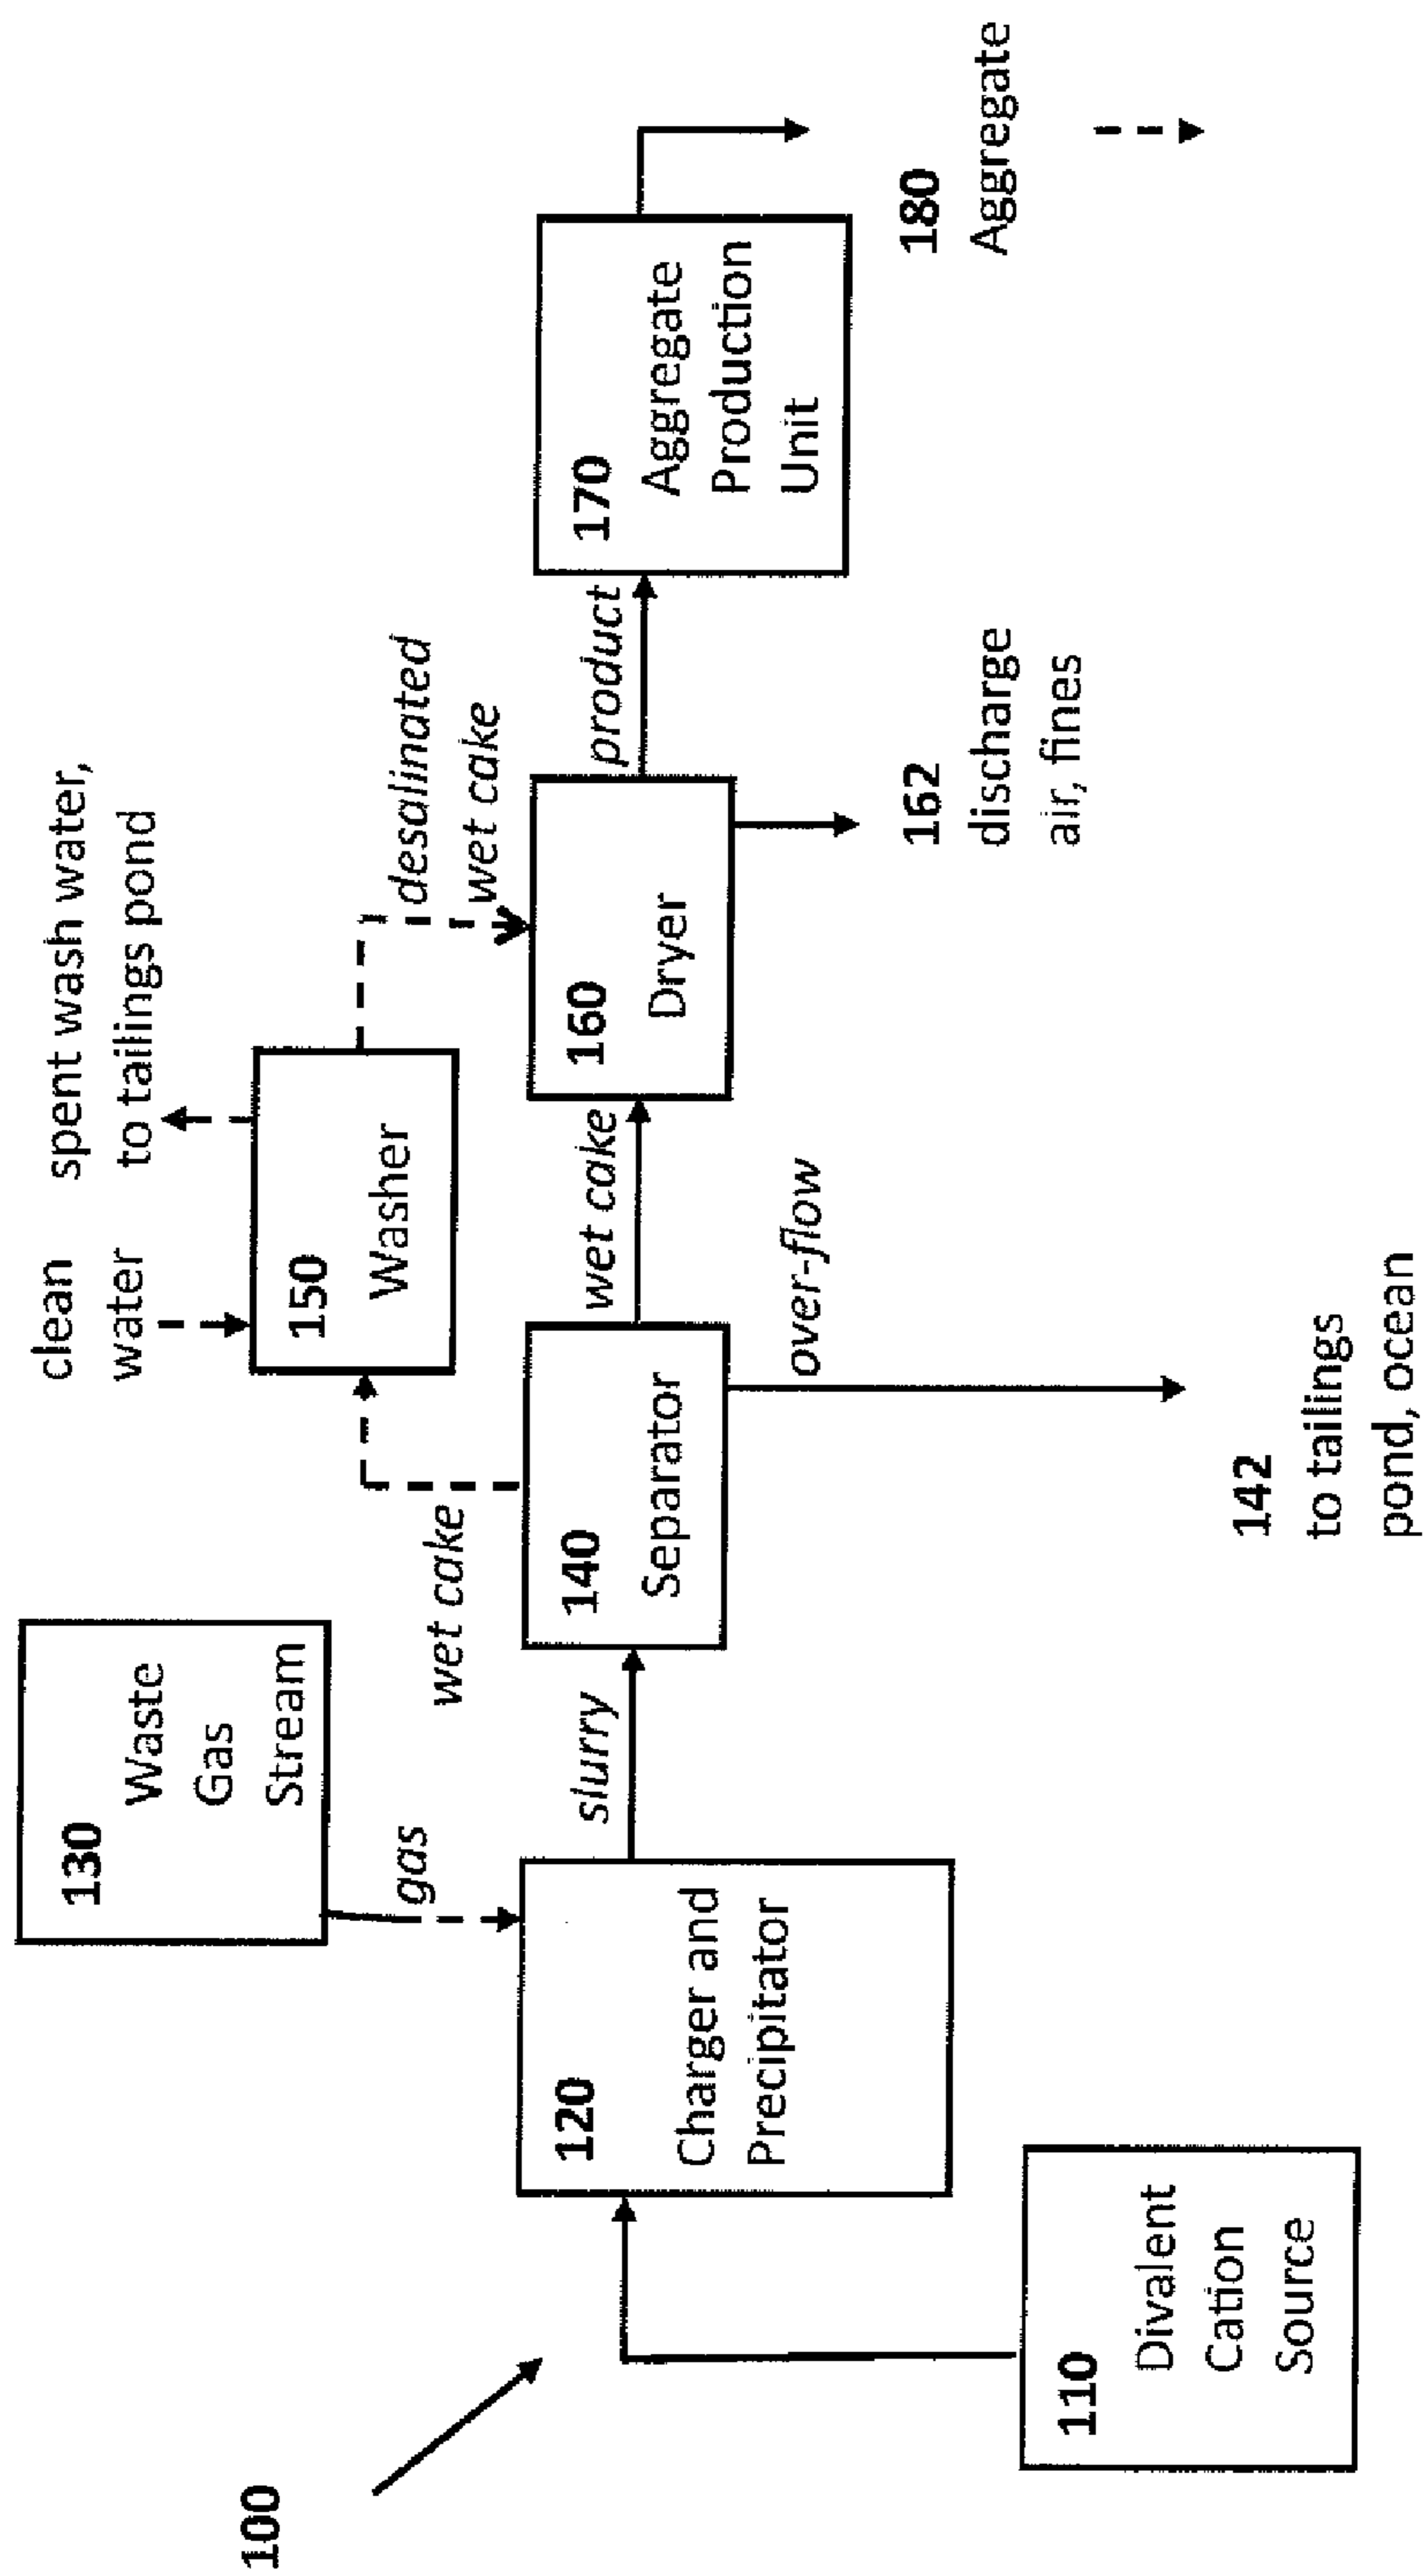 100
110
Divalent
Cation
Source
120
Charger and
Precipitator
130
Waste
Gas
Stream
gas
slurry
140
Separator
wet cake
wet cake
over-flow
142
to tailings
pond, ocean
clean
water
spent wash water,
to tailings pond
150
Washer
desalinated
wet cake
160
Dryer
162
discharge
air, fines
product
170
Aggregate
Production
Unit
180
Aggregate